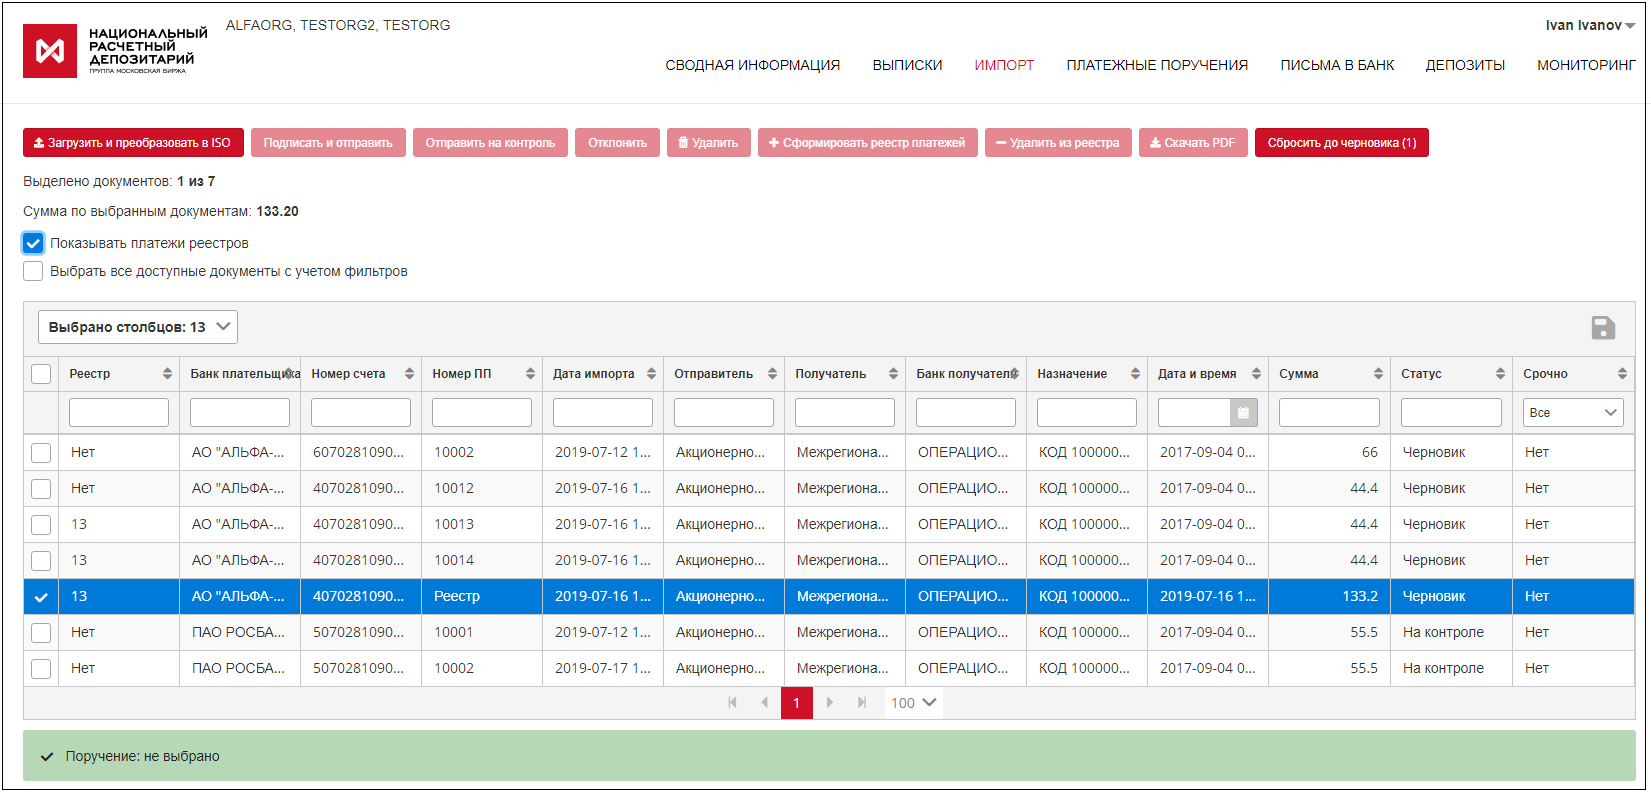 НАЦИОНАЛЬНЫЙ
РАСЧЕТНЫЙ
ДЕПОЗИТАРИЙ
ГРУППА МОСКОВСКАЯ БИРЖА
ALFAORG, TESTORG2, TESTORG
Ivan Ivanov
СВОДНАЯ ИНФОРМАЦИЯ ВЫПИСКИ ИМПОРТ ПЛАТЕЖНЫЕ ПОРУЧЕНИЯ ПИСЬМА В БАНК ДЕПОЗИТЫ МОНИТОРИНГ
Загрузить и преобразовать в ISO Подписать и отправить Отправить на контроль Отклонить Удалить Сформировать реестр платежей Удалить из реестра Скачать PDF Сбросить до черновика (1)
Выделено документов: 1 из 7
Сумма по выбранным документам: 133.20
Показывать платежи реестров
Выбрать все доступные документы с учетом фильтров
Выбрано столбцов: 13
Реестр Банк плательщика Номер счета Номер ПП Дата импорта Отправитель Получатель Банк получателя Назначение Дата и время Сумма Статус Срочно
Все
Нет АО "АЛЬФА-... 6070281090... 10002 2019-07-12 1... Акционерно... Межрегиона... ОПЕРАЦИО... КОД 100000... 2017-09-04 0... 66 Черновик Нет
Нет АО "АЛЬФА-... 4070281090... 10012 2019-07-16 1... Акционерно... Межрегиона... ОПЕРАЦИО... КОД 100000... 2017-09-04 0... 44.4 Черновик Нет
13 АО "АЛЬФА-... 4070281090... 10013 2019-07-16 1... Акционерно... Межрегиона... ОПЕРАЦИО... КОД 100000... 2017-09-04 0... 44.4 Черновик Нет
13 АО "АЛЬФА-... 4070281090... 10014 2019-07-16 1... Акционерно... Межрегиона... ОПЕРАЦИО... КОД 100000... 2017-09-04 0... 44.4 Черновик Нет
13 АО "АЛЬФА-... 4070281090... Реестр 2019-07-16 1... Акционерно... Межрегиона... ОПЕРАЦИО... КОД 100000... 2019-07-16 1... 133.2 Черновик Нет
Нет ПАО РОСБА... 5070281090... 10001 2019-07-12 1... Акционерно... Межрегиона... ОПЕРАЦИО... КОД 100000... 2017-09-04 0... 55.5 На контроле Нет
Нет ПАО РОСБА... 5070281090... 10002 2019-07-17 1... Акционерно... Межрегиона... ОПЕРАЦИО... КОД 100000... 2017-09-04 0... 55.5 На контроле Нет
1 100
Поручение: не выбрано